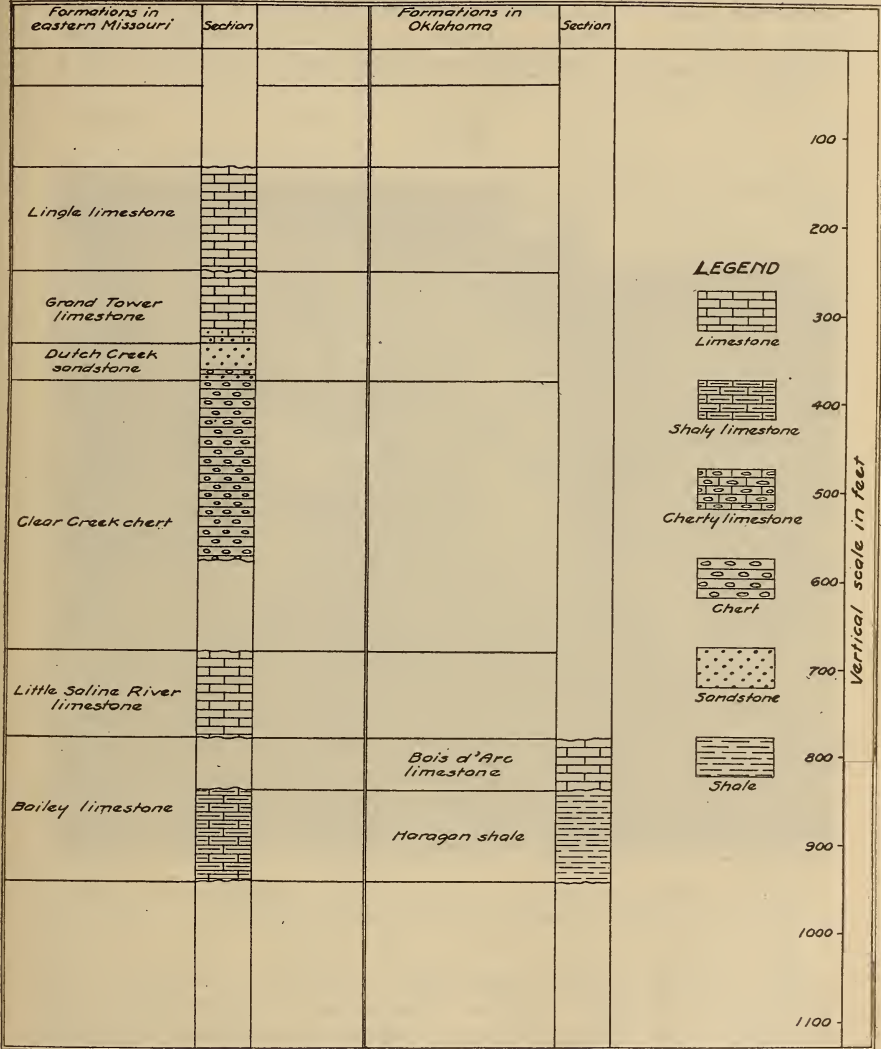 Formations in
eastern Missouri
Section
Formations in
Oklahoma
Section
Lingle limestone
Grand Tower
limestone
Dutch Creek
sandstone
Clear Creek chert
Little Saline River
limestone
Bailey limestone
Bois d'Arc
limestone
Haragan shale
LEGEND
Limestone
Shaly limestone
Cherty limestone
Chert
Sandstone
Shale
100
200
300
400
500
600
700
800
900
1000
1100
Vertical scale in feet